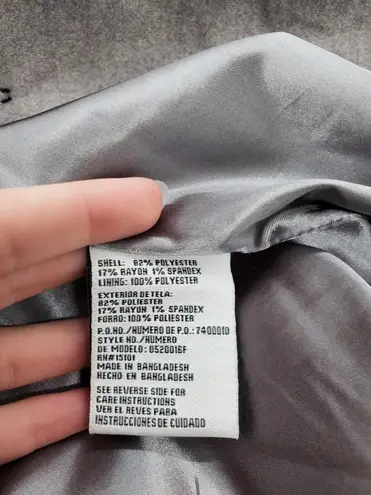 SHELL: 82% POLYESTER
17% RAYON 1% SPANDEX
LINING: 100% POLYESTER
EXTERIOR DE TELA:
82% POLIESTER
17% RAYON 1% SPANDEX
FORRO: 100% POLIESTER
P.O.NO./NUMERO DE P.O.: 7400010
STYLE NO./NUMERO
DE MODELO: 0520016F
RN#15101
MADE IN BANGLADESH
HECHO EN BANGLADESH
SEE REVERSE SIDE FOR
CARE INSTRUCTIONS
VER EL REVES PARA
INSTRUCCIONES DE CUIDADO